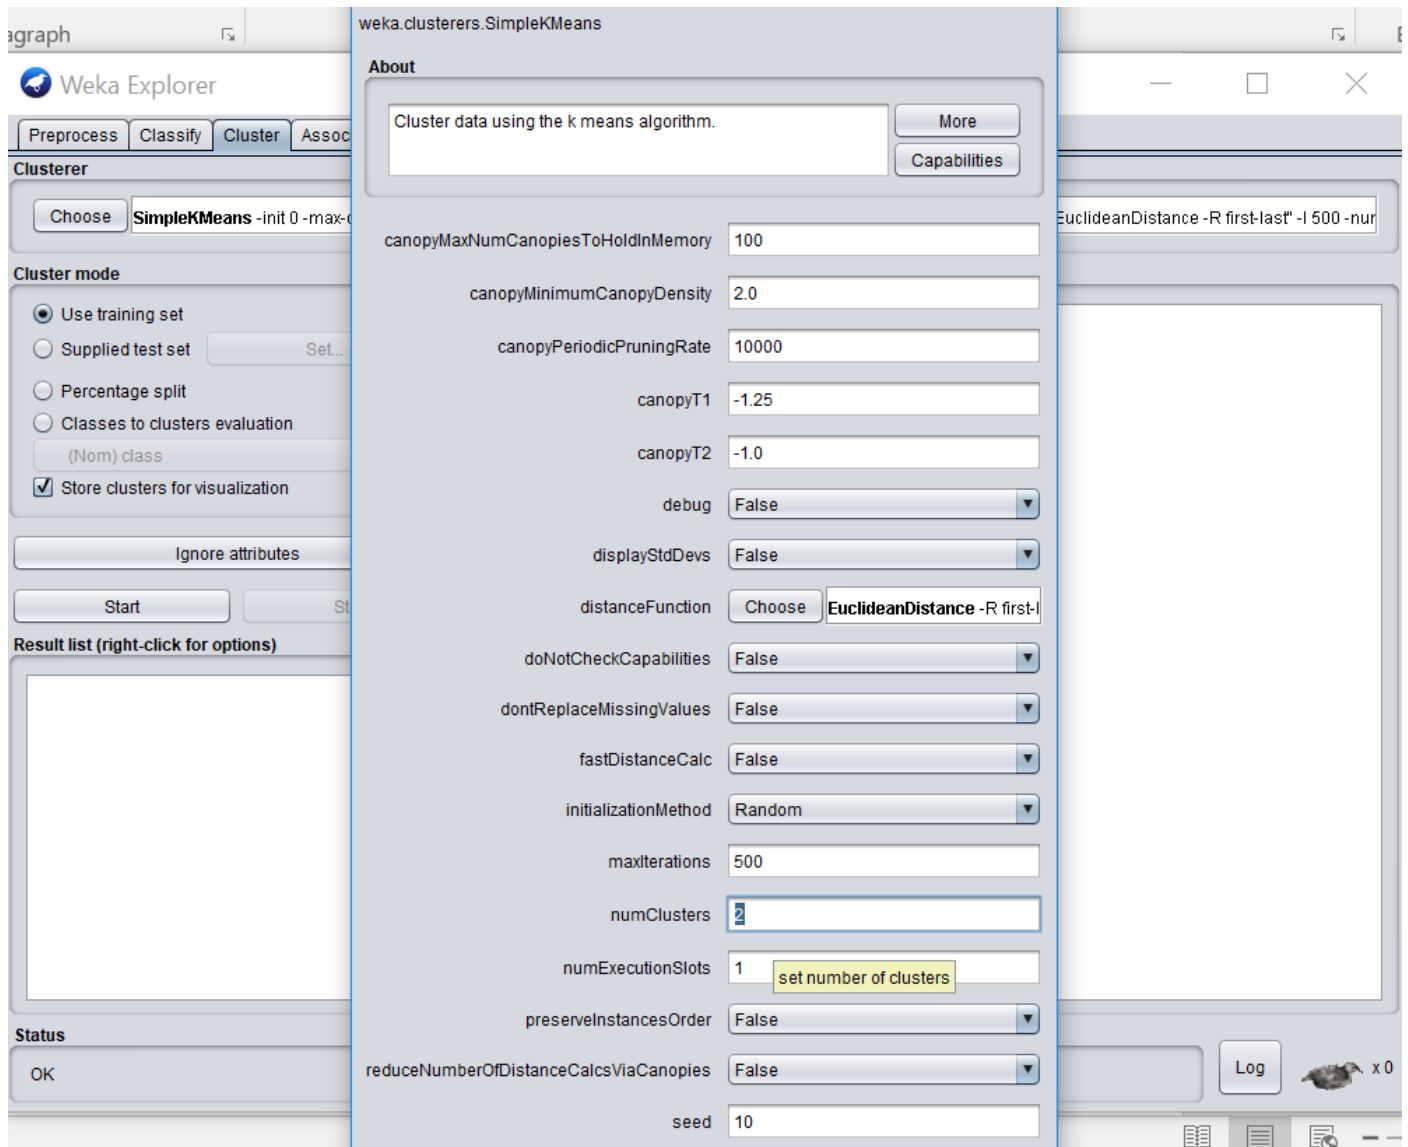 agraph
Weka Explorer
Preprocess
Classify
Cluster
Assoc
Clusterer
Choose
SimpleKMeans -init 0 -max-c
EuclideanDistance -R first-last" -I 500 -nur
Cluster mode
Use training set
Supplied test set
Set...
Percentage split
Classes to clusters evaluation
(Nom) class
Store clusters for visualization
Ignore attributes
Start
St
Result list (right-click for options)
Status
OK
Log
x 0
weka.clusterers.SimpleKMeans
About
Cluster data using the k means algorithm.
More
Capabilities
canopyMaxNumCanopiesToHoldInMemory 100
canopyMinimumCanopyDensity 2.0
canopyPeriodicPruningRate 10000
canopyT1 -1.25
canopyT2 -1.0
debug False
displayStdDevs False
distanceFunction Choose EuclideanDistance -R first-l
doNotCheckCapabilities False
dontReplaceMissingValues False
fastDistanceCalc False
initializationMethod Random
maxIterations 500
numClusters 2
numExecutionSlots 1
set number of clusters
preserveInstancesOrder False
reduceNumberOfDistanceCalcsViaCanopies False
seed 10